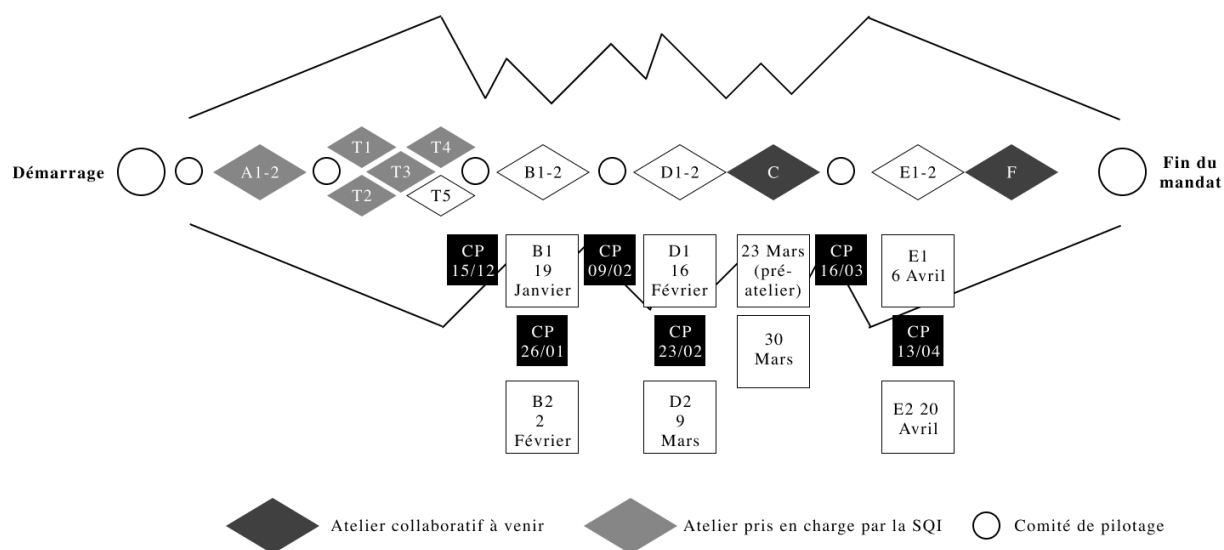 T1
T4
Démarrage
A1-2
T3
B1-2
D1-2
C
E1-2
F
Fin du
mandat
T2
T5
CP
15/12
B1
19
Janvier
CP
09/02
D1
16
Février
23 Mars
(pré-
atelier)
CP
16/03
E1
6 Avril
CP
26/01
CP
23/02
30
Mars
CP
13/04
B2
2
Février
D2
9
Mars
E2 20
Avril
Atelier collaboratif à venir
Atelier pris en charge par la SQI
Comité de pilotage